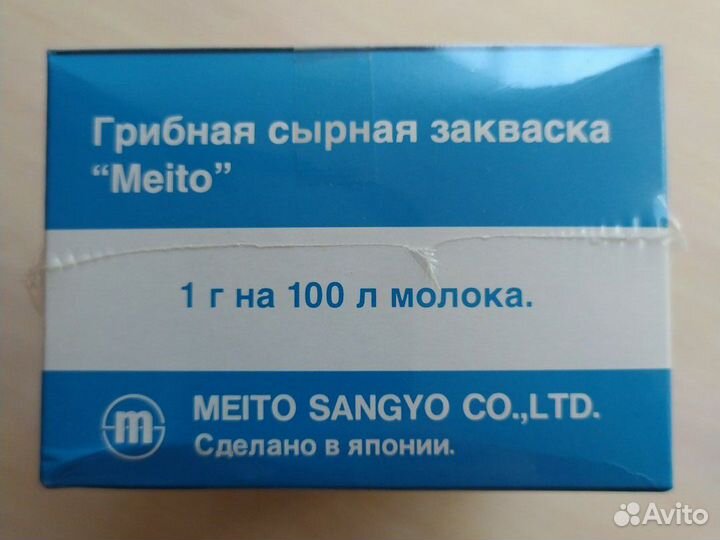 Грибная сырная закваска
“Meito”
1 г на 100 л молока.
m
MEITO SANGYO CO.,LTD.
Сделано в японии.
Avito